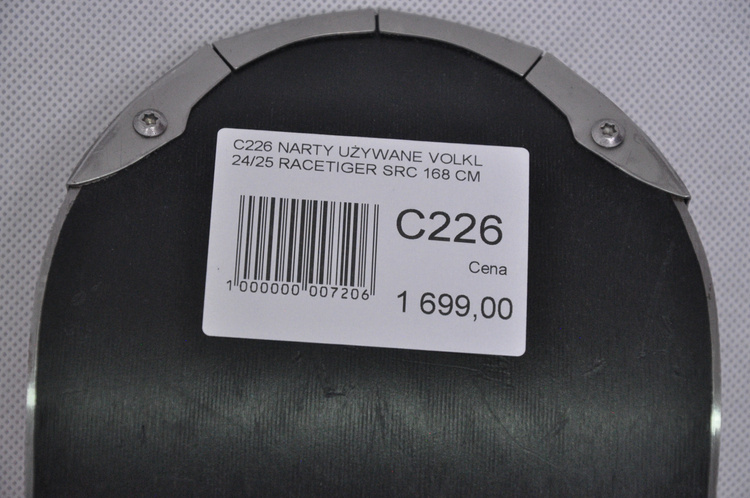 C226 NARTY UŻYWANE VOLKL
24/25 RACETIGER SRC 168 CM
C226
Cena
1 699,00
1 000000 007206